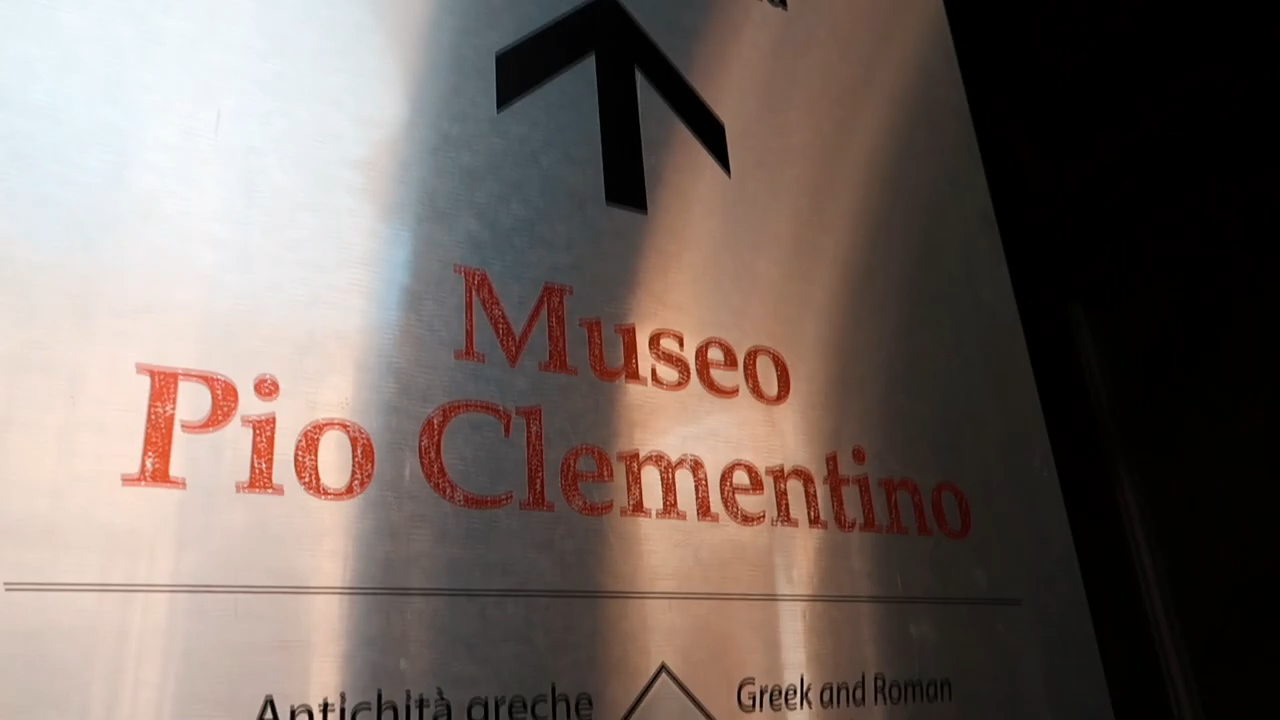 Museo
Pio Clementino
Antichità greche
Greek and Roman